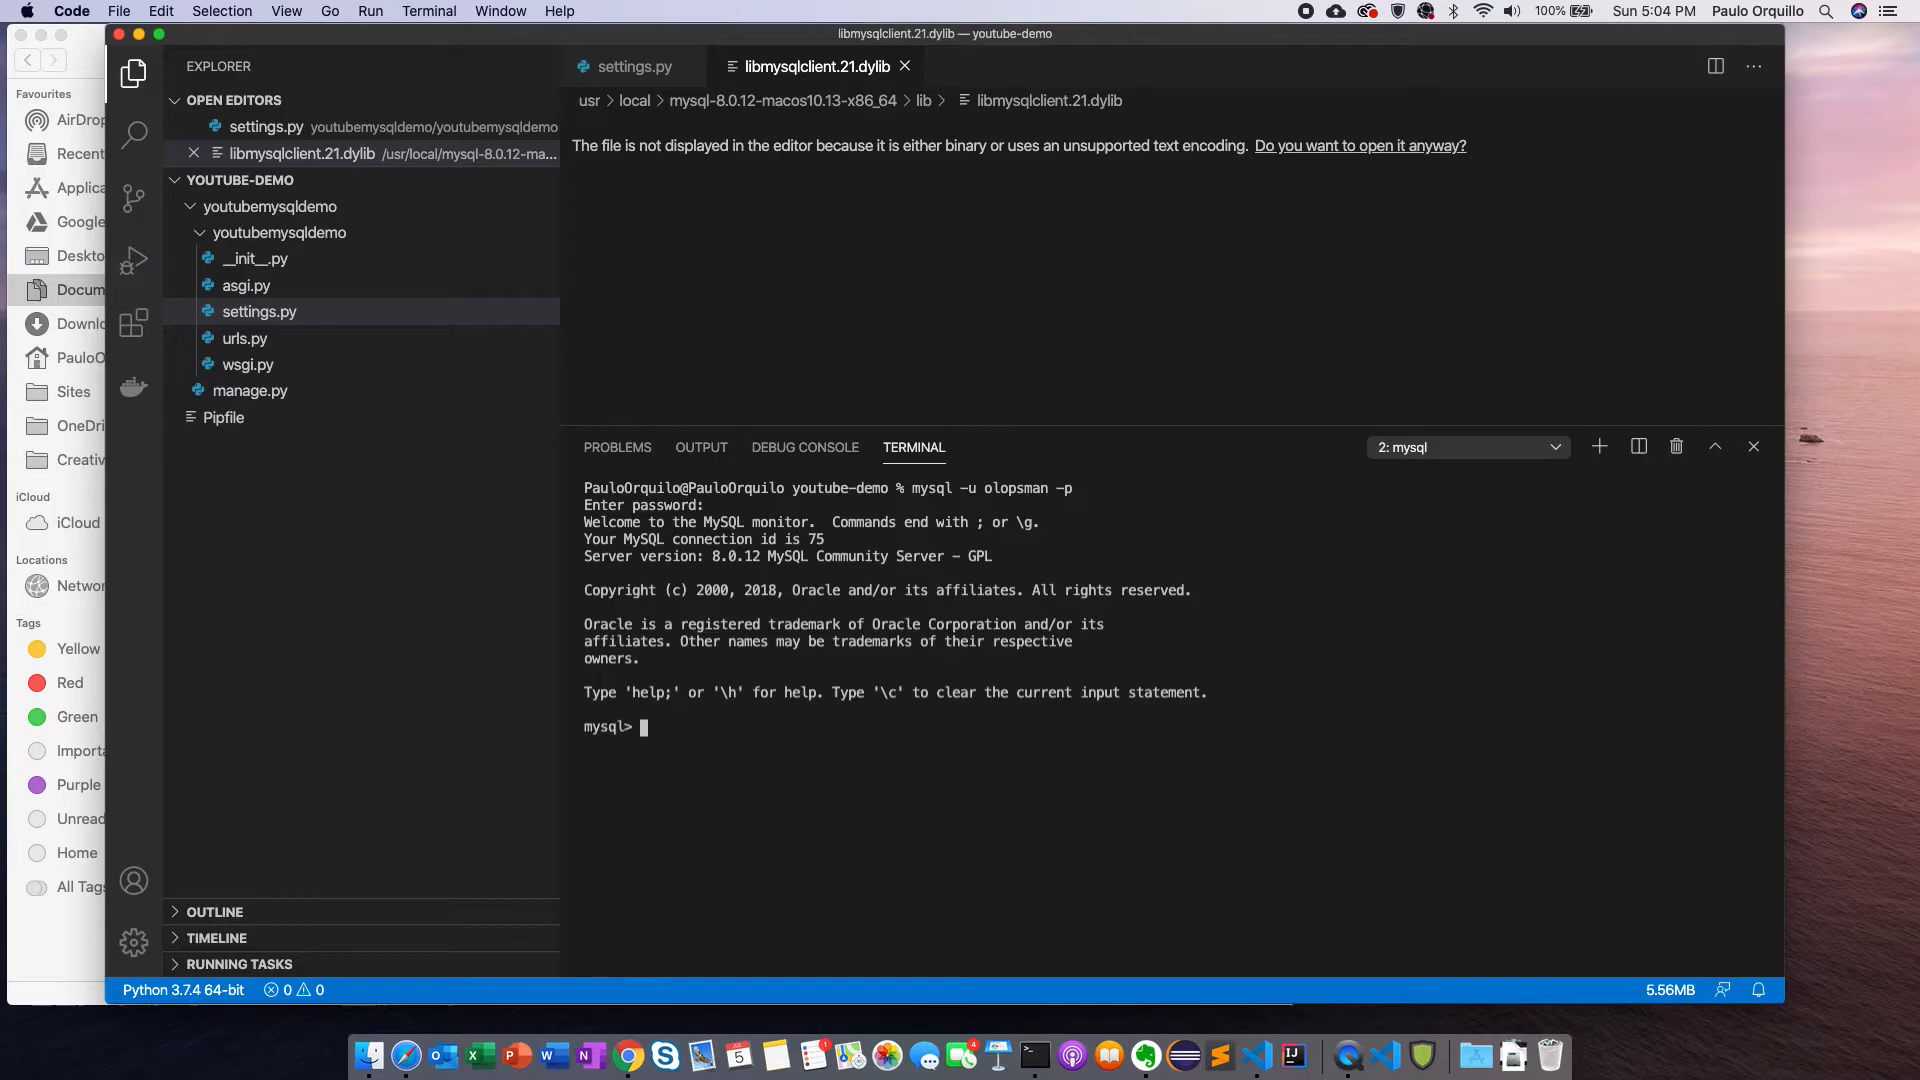 Code File Edit Selection View Go Run Terminal Window Help
100% Sun 5:04 PM Paulo Orquillo
libmysqlclient.21.dylib — youtube-demo
Favourites
AirDrop
Recent
Applica
Google
Deskto
Docum
Downlo
PauloO
Sites
OneDri
Creativ
iCloud
iCloud
Locations
Networ
Tags
Yellow
Red
Green
Importa
Purple
Unread
Home
All Tags
EXPLORER
OPEN EDITORS
settings.py youtubemysqldemo/youtubemysqldemo
libmysqlclient.21.dylib /usr/local/mysql-8.0.12-ma...
YOUTUBE-DEMO
youtubemysqldemo
youtubemysqldemo
__init__.py
asgi.py
settings.py
urls.py
wsgi.py
manage.py
Pipfile
OUTLINE
TIMELINE
RUNNING TASKS
settings.py
libmysqlclient.21.dylib
usr > local > mysql-8.0.12-macos10.13-x86_64 > lib > libmysqlclient.21.dylib
The file is not displayed in the editor because it is either binary or uses an unsupported text encoding. Do you want to open it anyway?
PROBLEMS OUTPUT DEBUG CONSOLE TERMINAL
2: mysql
PauloOrquilo@PauloOrquilo youtube-demo % mysql -u olopsman -p
Enter password:
Welcome to the MySQL monitor.  Commands end with ; or \g.
Your MySQL connection id is 75
Server version: 8.0.12 MySQL Community Server - GPL
Copyright (c) 2000, 2018, Oracle and/or its affiliates. All rights reserved.
Oracle is a registered trademark of Oracle Corporation and/or its
affiliates. Other names may be trademarks of their respective
owners.
Type 'help;' or '\h' for help. Type '\c' to clear the current input statement.
mysql>
Python 3.7.4 64-bit 0 0
5.56MB